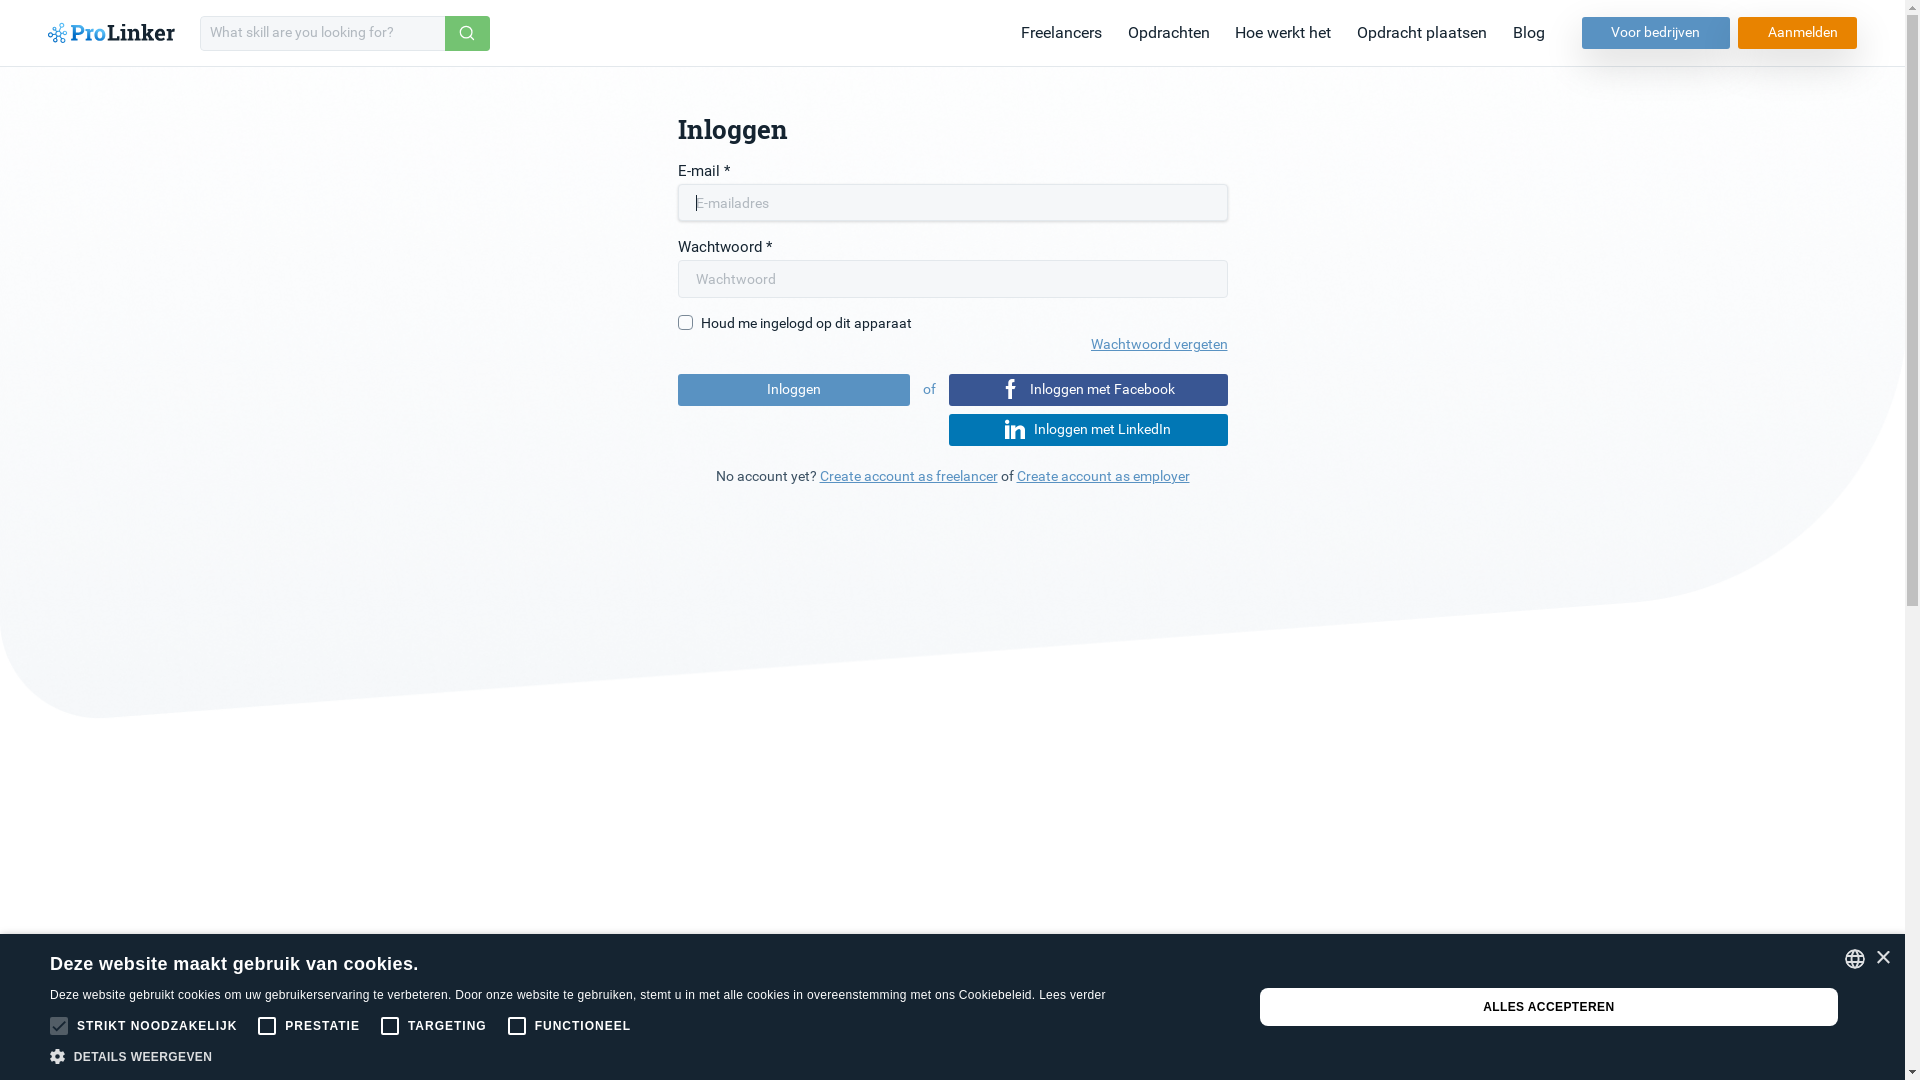 ProLinker
What skill are you looking for?
Freelancers
Opdrachten
Hoe werkt het
Opdracht plaatsen
Blog
Voor bedrijven
Aanmelden
Inloggen
E-mail *
E-mailadres
Wachtwoord *
Wachtwoord
Houd me ingelogd op dit apparaat
Wachtwoord vergeten
Inloggen
of
Inloggen met Facebook
Inloggen met LinkedIn
No account yet? Create account as freelancer of Create account as employer
Deze website maakt gebruik van cookies.
Deze website gebruikt cookies om uw gebruikerservaring te verbeteren. Door onze website te gebruiken, stemt u in met alle cookies in overeenstemming met ons Cookiebeleid. Lees verder
STRIKT NOODZAKELIJK
PRESTATIE
TARGETING
FUNCTIONEEL
DETAILS WEERGEVEN
ALLES ACCEPTEREN